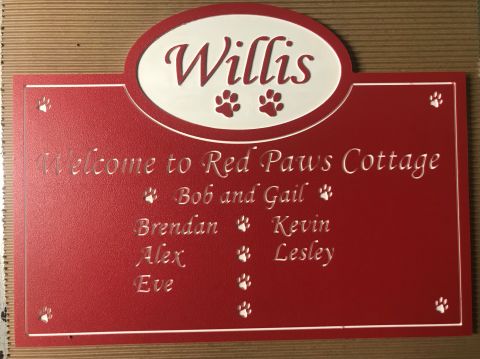 Willis
Welcome to Red Paws Cottage
Bob and Gail
Brendan Kevin
Alex Lesley
Eve